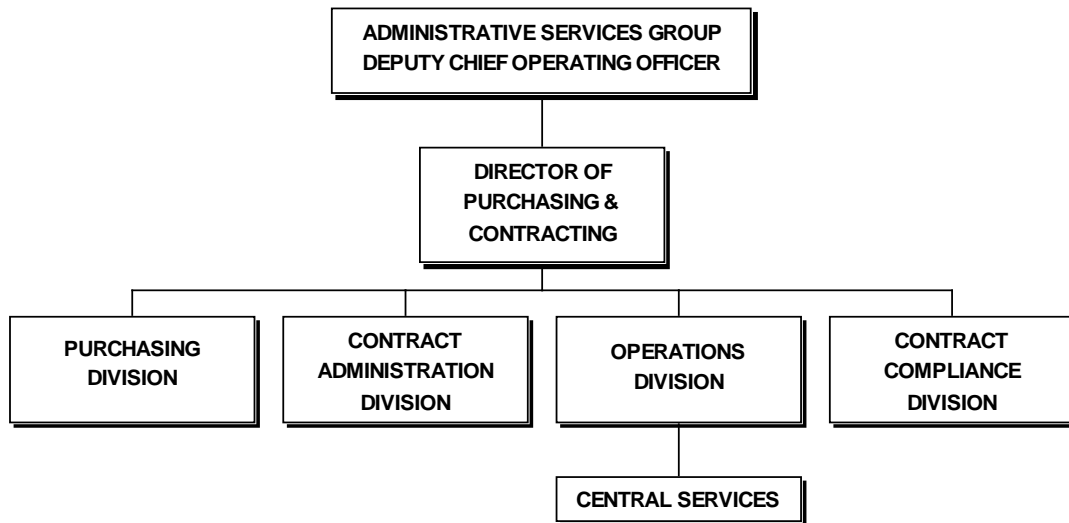 ADMINISTRATIVE SERVICES GROUP
DEPUTY CHIEF OPERATING OFFICER
DIRECTOR OF
PURCHASING &
CONTRACTING
PURCHASING
DIVISION
CONTRACT
ADMINISTRATION
DIVISION
OPERATIONS
DIVISION
CONTRACT
COMPLIANCE
DIVISION
CENTRAL SERVICES